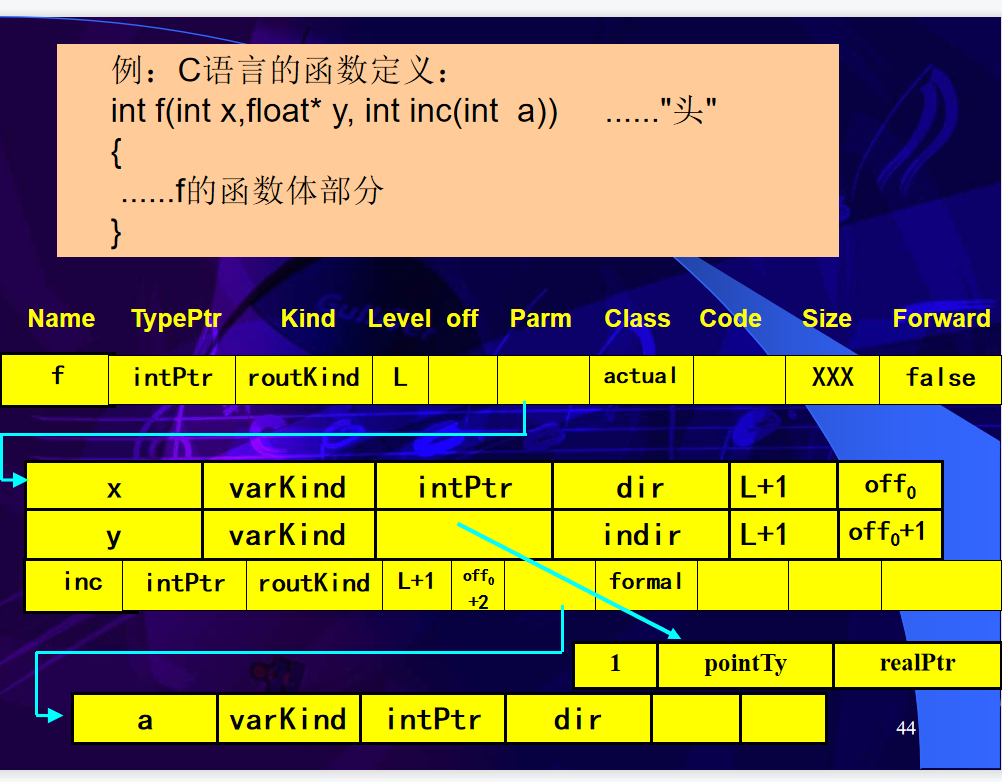 例：C语言的函数定义：
int f(int x,float* y, int inc(int  a))     ......"头"
{
......f的函数体部分
}
Name TypePtr Kind Level off Parm Class Code Size Forward
f intPtr routKind L actual XXX false
x varKind intPtr dir L+1 off₀
y varKind indir L+1 off₀+1
inc intPtr routKind L+1 off₀+2 formal
1 pointTy realPtr
a varKind intPtr dir
44